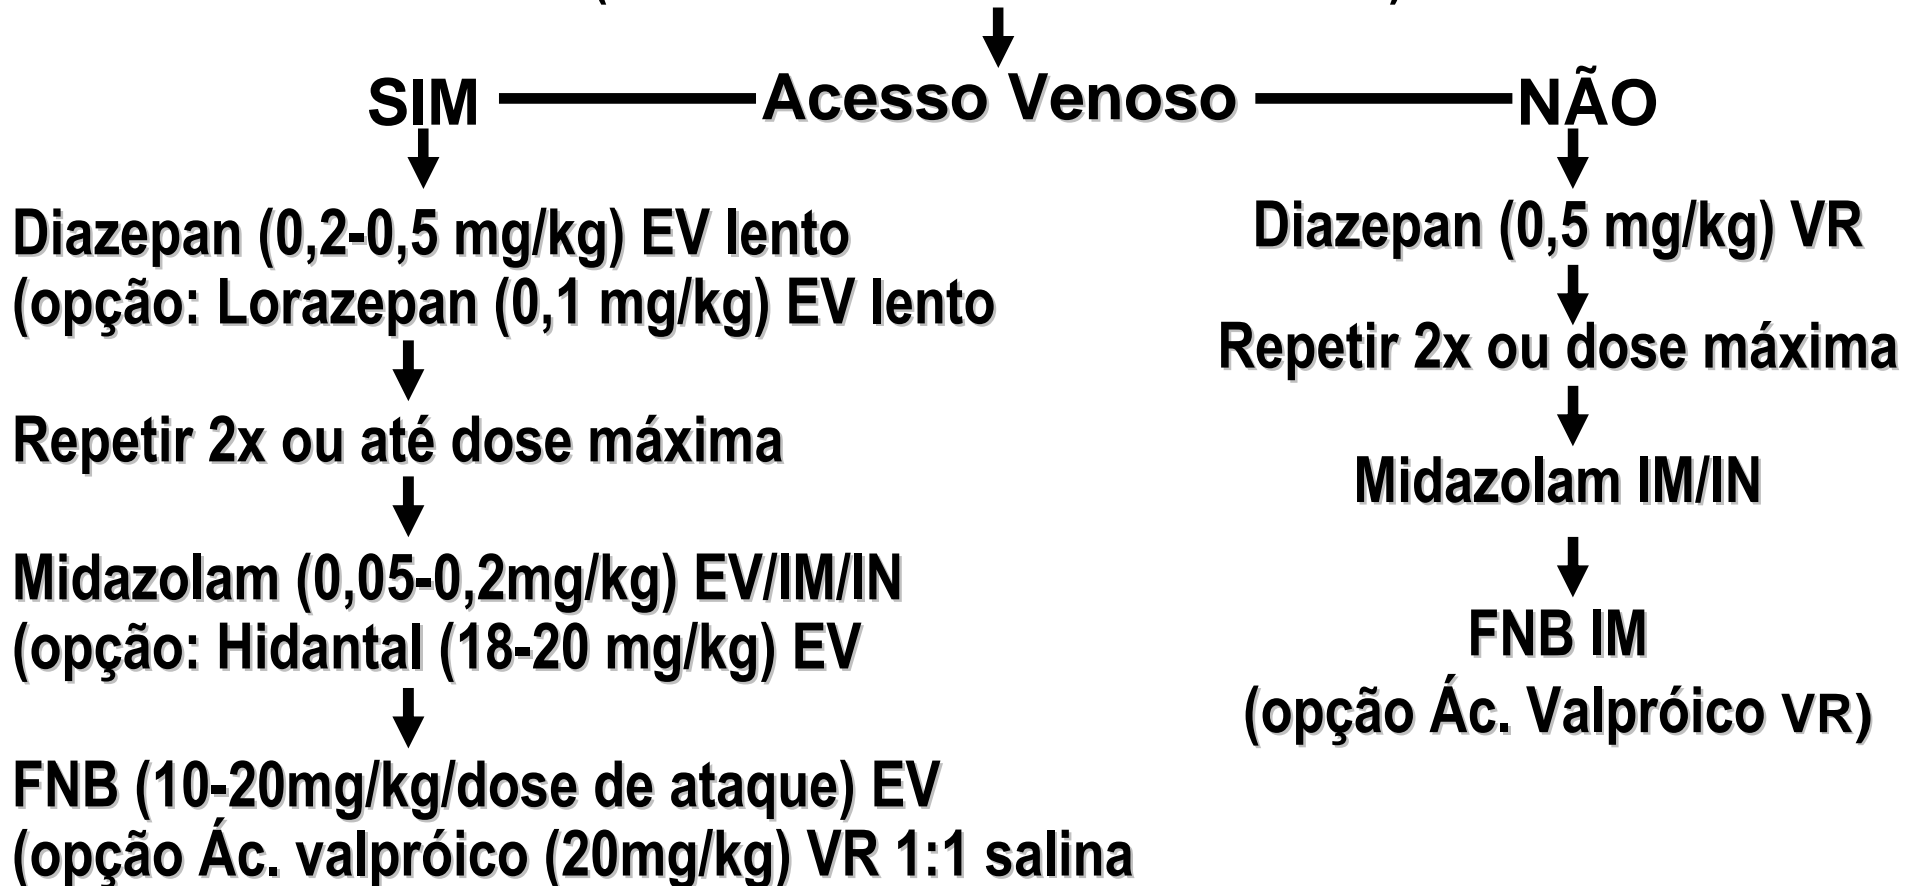 SIM Acesso Venoso NÃO
Diazepan (0,2-0,5 mg/kg) EV lento
(opção: Lorazepan (0,1 mg/kg) EV lento
Repetir 2x ou até dose máxima
Midazolam (0,05-0,2mg/kg) EV/IM/IN
(opção: Hidantal (18-20 mg/kg) EV
FNB (10-20mg/kg/dose de ataque) EV
(opção Ác. valpróico (20mg/kg) VR 1:1 salina
Diazepan (0,5 mg/kg) VR
Repetir 2x ou dose máxima
Midazolam IM/IN
FNB IM
(opção Ác. Valpróico VR)